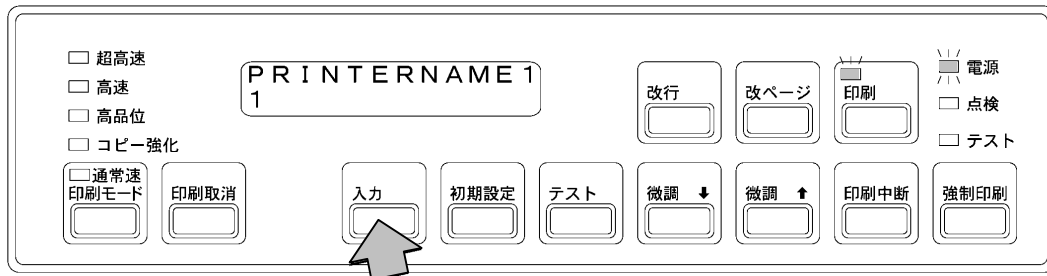 超高速
高速
高品位
コピー強化
通常速
印刷モード
印刷取消
PRINTERNAME1
1
入力
初期設定
テスト
改行
改ページ
印刷
微調 ⬇
微調 ⬆
印刷中断
強制印刷
電源
点検
テスト